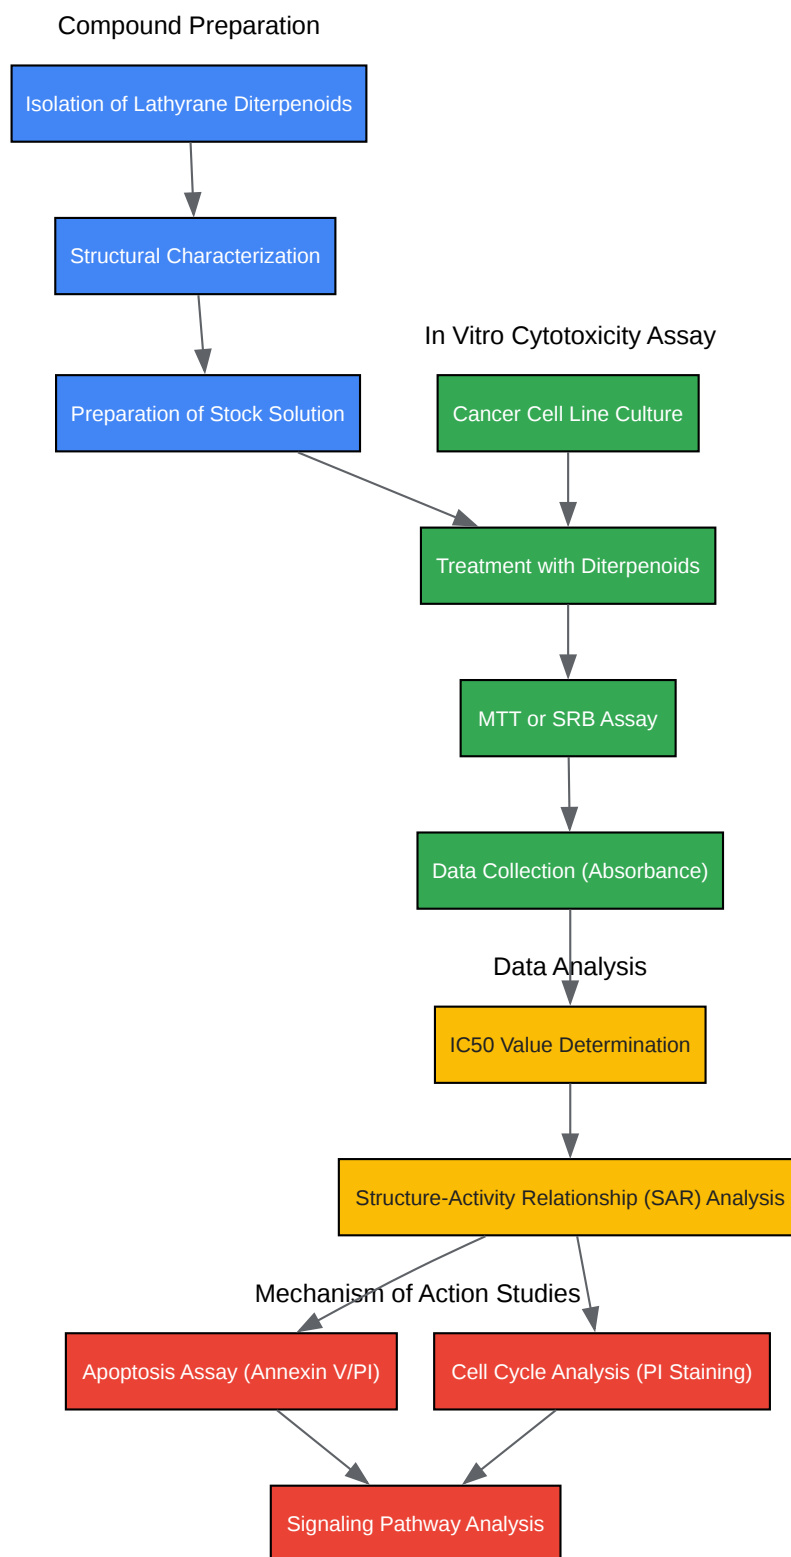 Compound Preparation
Isolation of Lathyrane Diterpenoids
Structural Characterization
In Vitro Cytotoxicity Assay
Preparation of Stock Solution
Cancer Cell Line Culture
Treatment with Diterpenoids
MTT or SRB Assay
Data Collection (Absorbance)
Data Analysis
IC50 Value Determination
Structure-Activity Relationship (SAR) Analysis
Mechanism of Action Studies
Apoptosis Assay (Annexin V/PI)
Cell Cycle Analysis (PI Staining)
Signaling Pathway Analysis